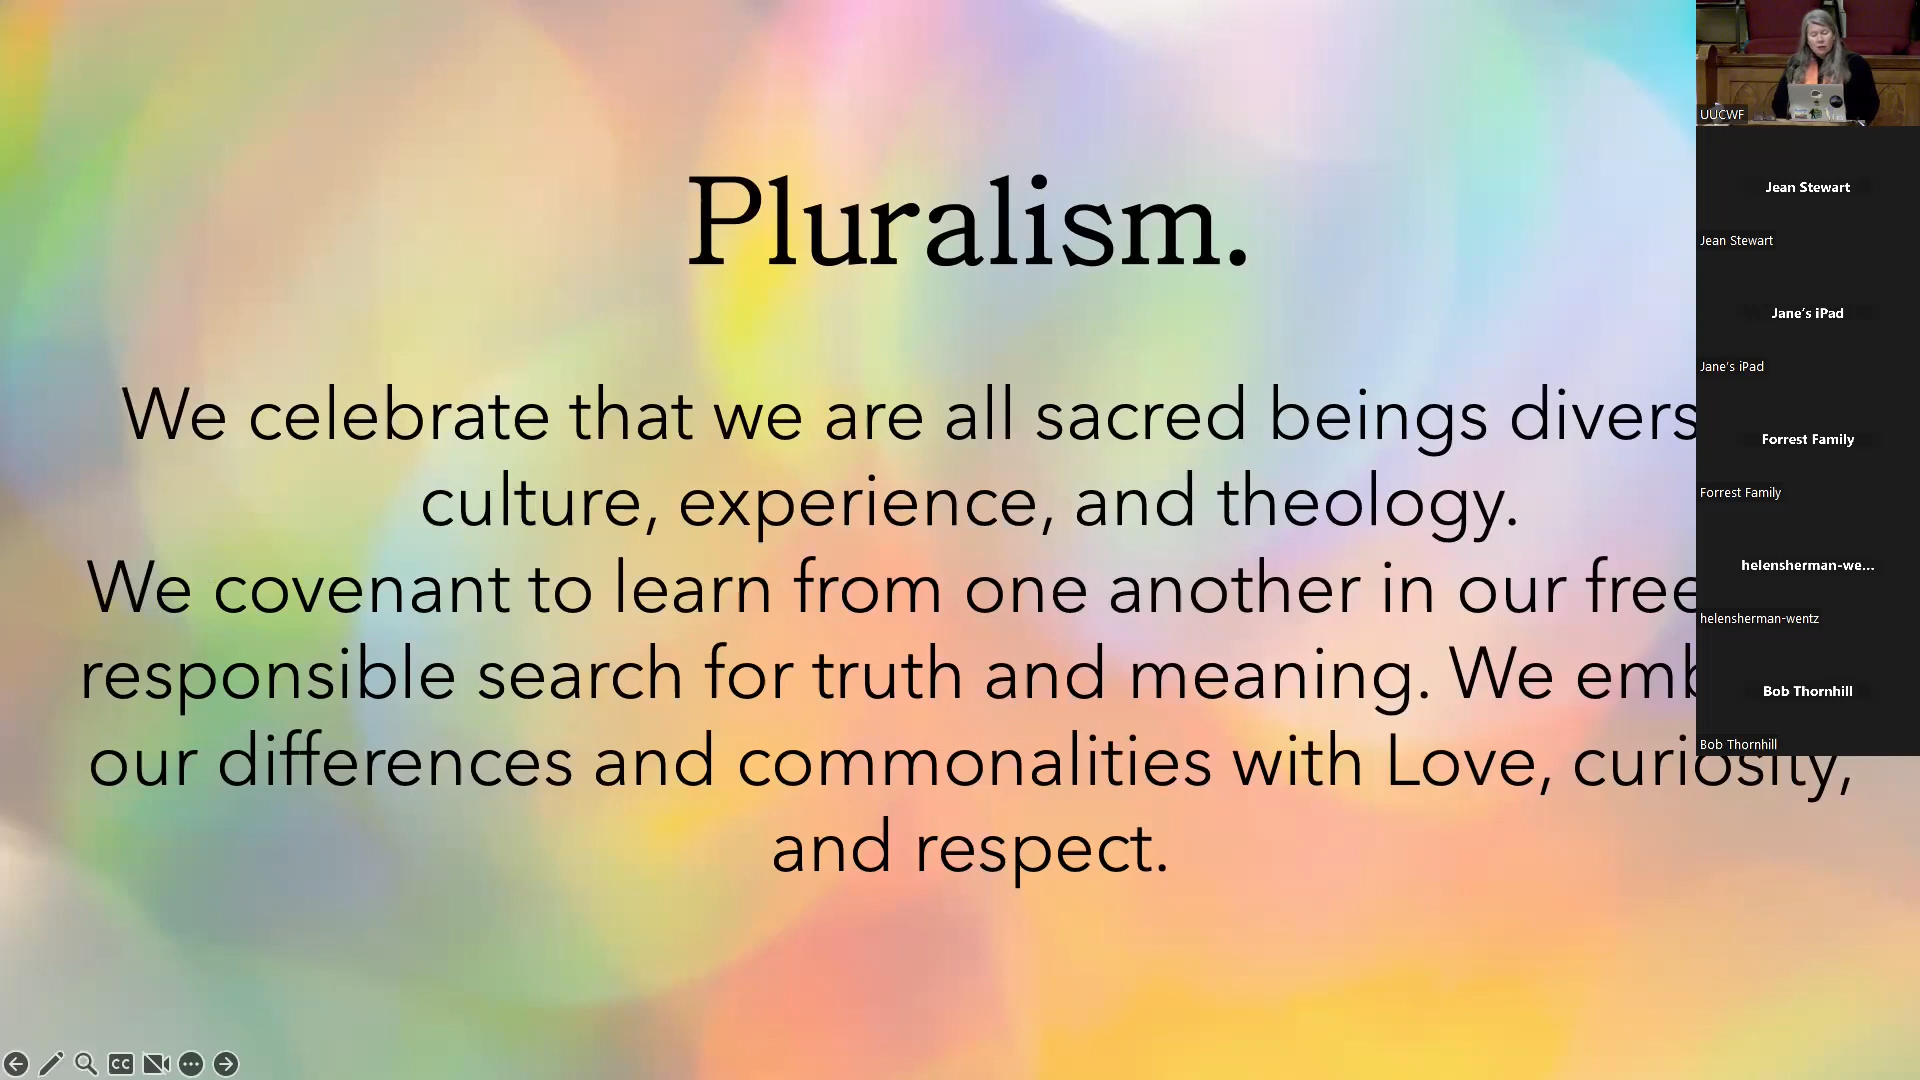 Pluralism.
We celebrate that we are all sacred beings divers
culture, experience, and theology.
We covenant to learn from one another in our free
responsible search for truth and meaning. We emb
our differences and commonalities with Love, curiosity,
and respect.
UUCWF
Jean Stewart
Jean Stewart
Jane's iPad
Jane's iPad
Forrest Family
Forrest Family
helensherman-we...
helensherman-wentz
Bob Thornhill
Bob Thornhill
CC